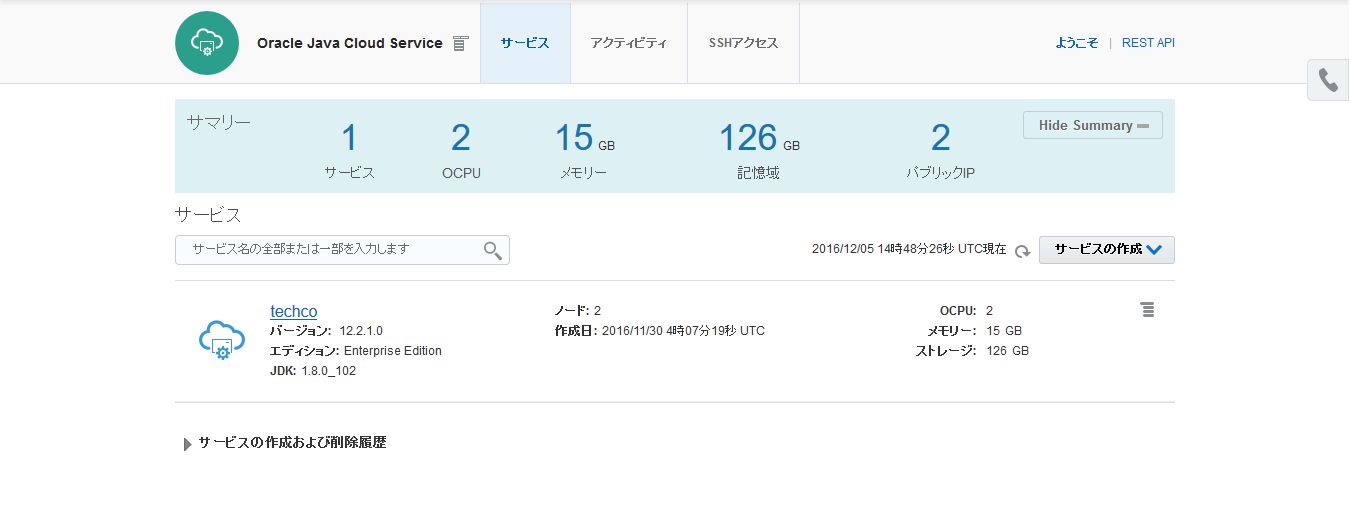 Oracle Java Cloud Service
サービス
アクティビティ
SSHアクセス
ようこそ | REST API
サマリー
1
サービス
2
OCPU
15 GB
メモリー
126 GB
記憶域
2
パブリックIP
Hide Summary
サービス
サービス名の全部または一部を入力します
2016/12/05 14時48分26秒 UTC現在
サービスの作成
techco
バージョン: 12.2.1.0
エディション: Enterprise Edition
JDK: 1.8.0_102
ノード: 2
作成日: 2016/11/30 4時07分19秒 UTC
OCPU: 2
メモリー: 15 GB
ストレージ: 126 GB
サービスの作成および削除履歴